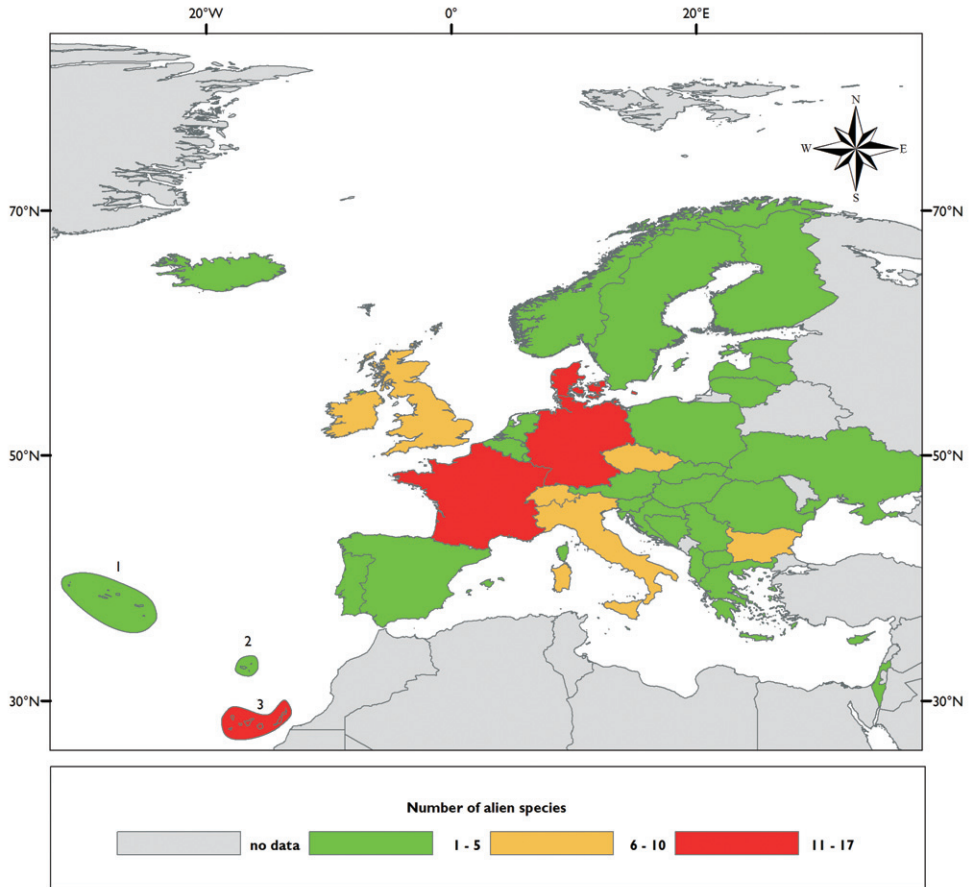 20°W 0° 20°E
N
W E
S
70°N 70°N
50°N 50°N
1
2
30°N 3 30°N
Number of alien species
no data 1 - 5 6 - 10 11 - 17